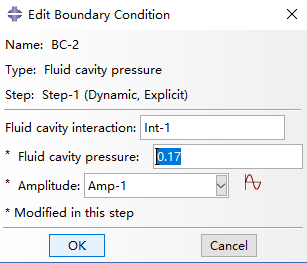 Edit Boundary Condition
Name: BC-2
Type: Fluid cavity pressure
Step: Step-1 (Dynamic, Explicit)
Fluid cavity interaction: Int-1
* Fluid cavity pressure: 0.17
* Amplitude: Amp-1
* Modified in this step
OK Cancel